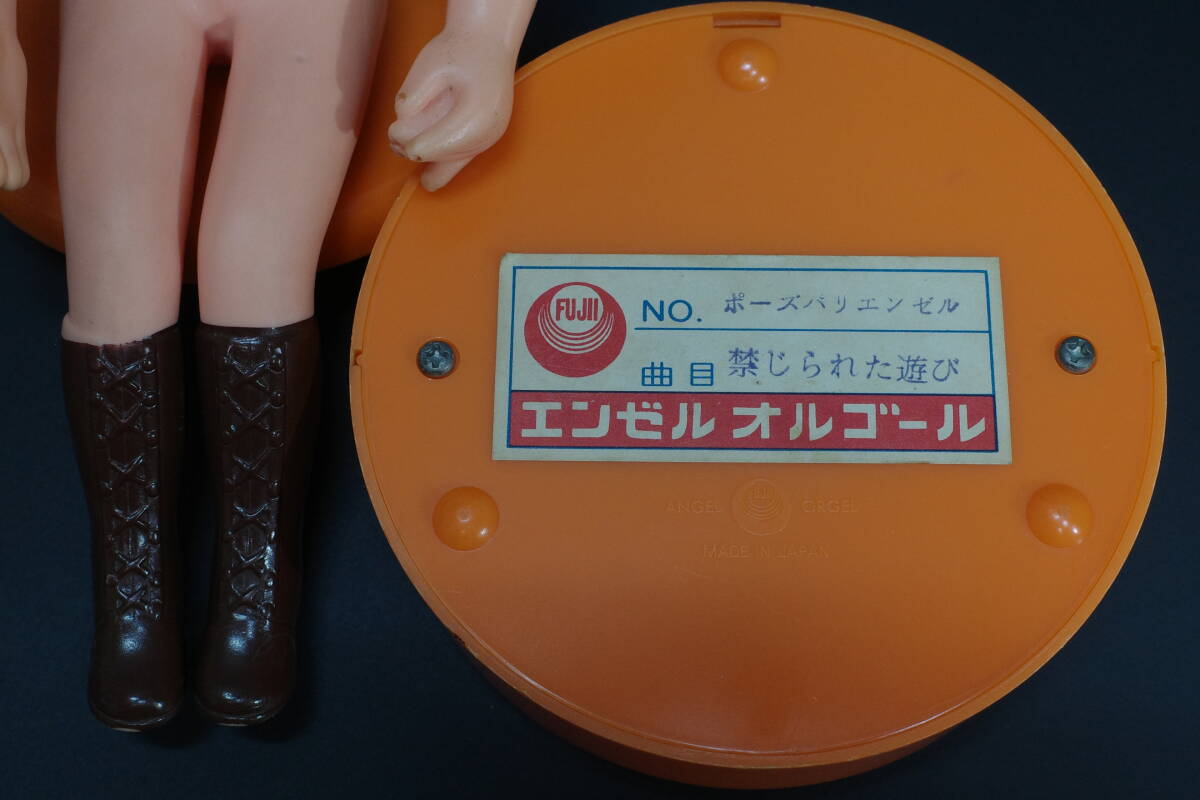 FUJII
NO. ポーズパリエンゼル
曲目 禁じられた遊び
エンゼル オルゴール
ANGEL ORGEL
MADE IN JAPAN